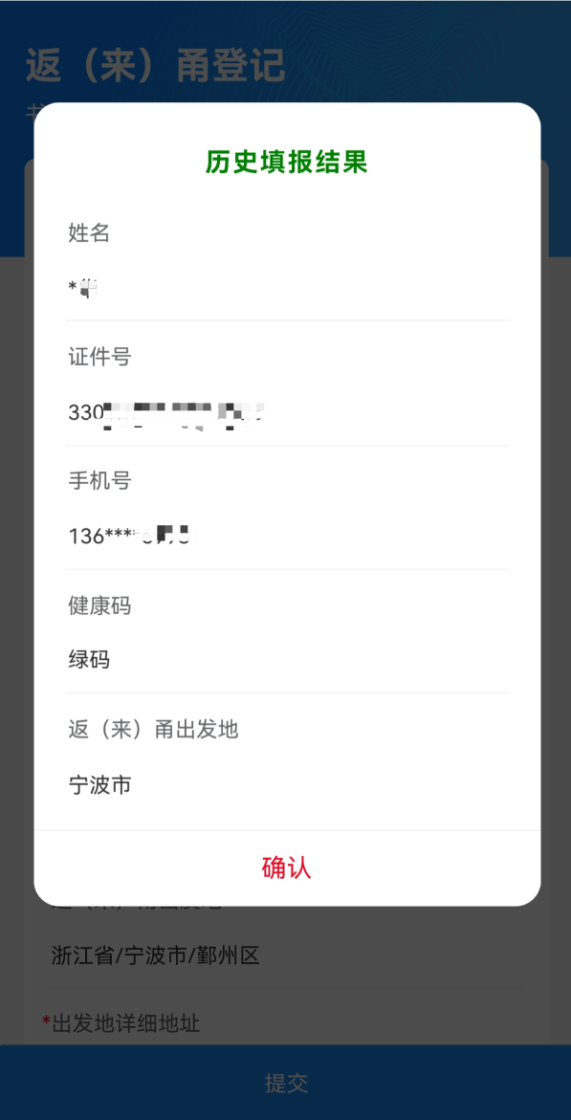 返（来）甬登记
历史填报结果
姓名
*
证件号
330
手机号
136***
健康码
绿码
返（来）甬出发地
宁波市
确认
浙江省/宁波市/鄞州区
*出发地详细地址
提交